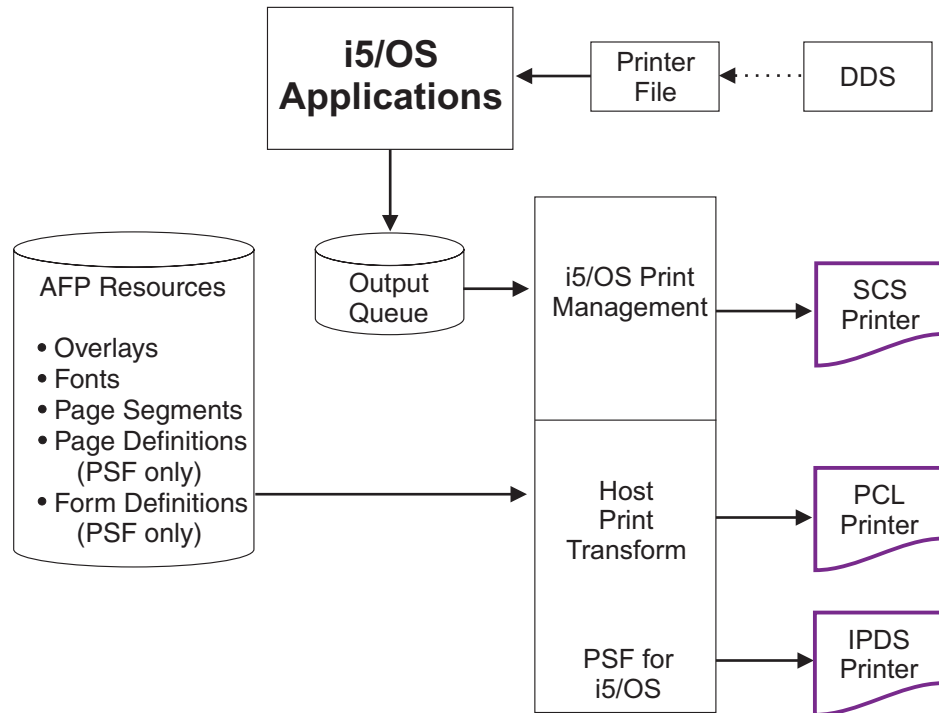 i5/OS
Applications
Printer
File
DDS
AFP Resources
• Overlays
• Fonts
• Page Segments
• Page Definitions
(PSF only)
• Form Definitions
(PSF only)
Output
Queue
i5/OS Print
Management
SCS
Printer
Host
Print
Transform
PCL
Printer
PSF for
i5/OS
IPDS
Printer